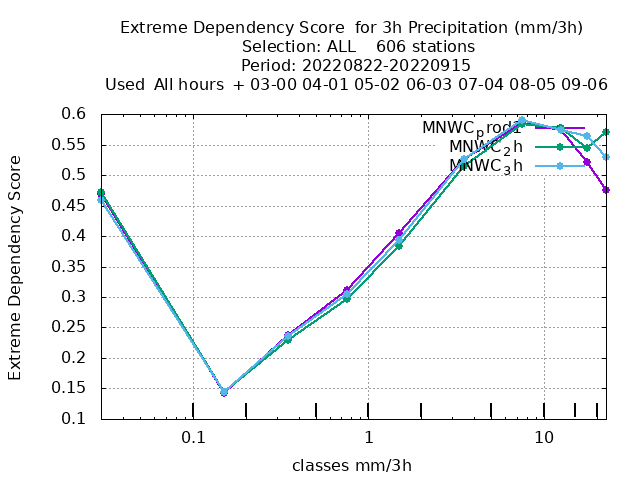 Extreme Dependency Score  for 3h Precipitation (mm/3h)
Selection: ALL    606 stations
Period: 20220822-20220915
Used  All hours  + 03-00 04-01 05-02 06-03 07-04 08-05 09-06
MNWCprod1
MNWC2h
MNWC3h
Extreme Dependency Score
0.6
0.55
0.5
0.45
0.4
0.35
0.3
0.25
0.2
0.15
0.1
0.1 1 10
classes mm/3h